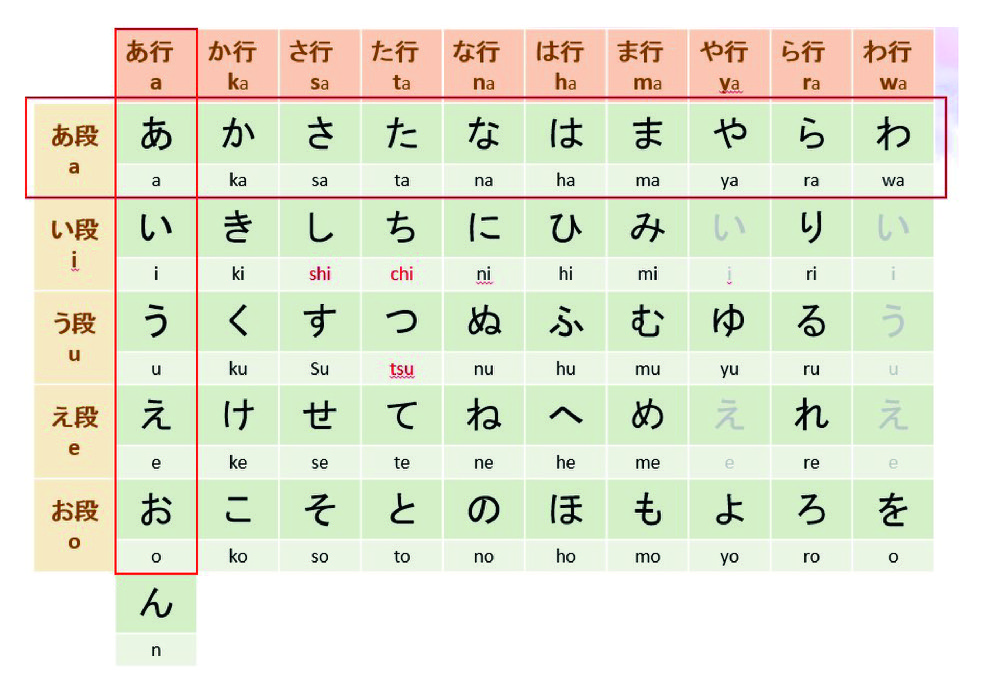 あ行 か行 さ行 た行 な行 は行 ま行 や行 ら行 わ行
a ka sa ta na ha ma ya ra wa
あ段 あ か さ た な は ま や ら わ
a a ka sa ta na ha ma ya ra wa
い段 い き し ち に ひ み い り い
i i ki shi chi ni hi mi i ri i
う段 う く す つ ぬ ふ む ゆ る う
u u ku Su tsu nu hu mu yu ru u
え段 え け せ て ね へ め え れ え
e e ke se te ne he me e re e
お段 お こ そ と の ほ も よ ろ を
o o ko so to no ho mo yo ro o
ん
n